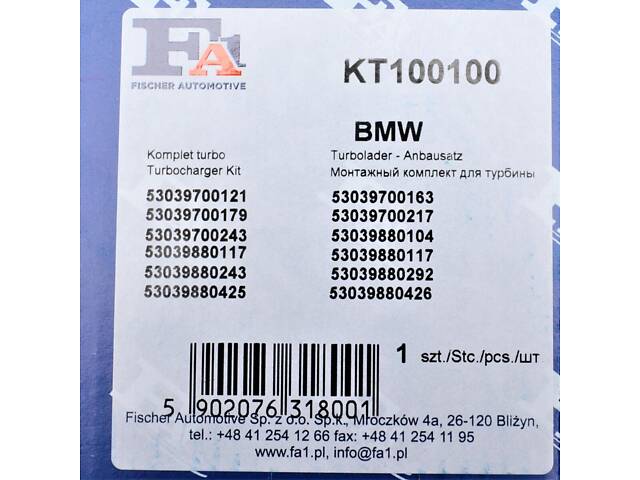 FA1
FISCHER AUTOMOTIVE
KT100100
BMW
Komplet turbo
Turbocharger Kit
Turbolader - Anbausatz
Монтажный комплект для турбины
53039700121
53039700179
53039700243
53039880117
53039880243
53039880425
53039700163
53039700217
53039880104
53039880117
53039880292
53039880426
1 szt./Stc./pcs./шт
5 902076 318001
Fischer Automotive Sp. z o.o. Sp.k., Mroczków 4a, 26-120 Bliżyn,
tel.: +48 41 254 12 66 fax: +48 41 254 11 95
www.fa1.pl, info@fa1.pl